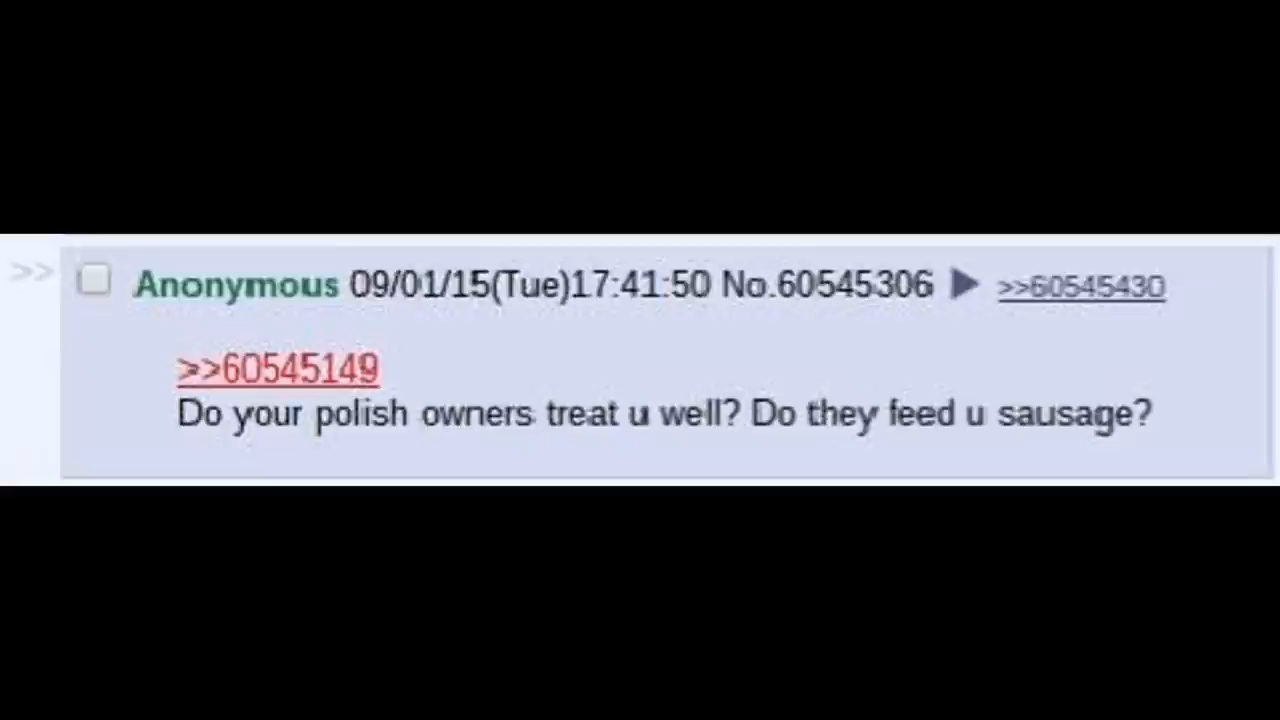 >> Anonymous 09/01/15(Tue)17:41:50 No.60545306 ▶ >>60545430
>>60545149
Do your polish owners treat u well? Do they feed u sausage?